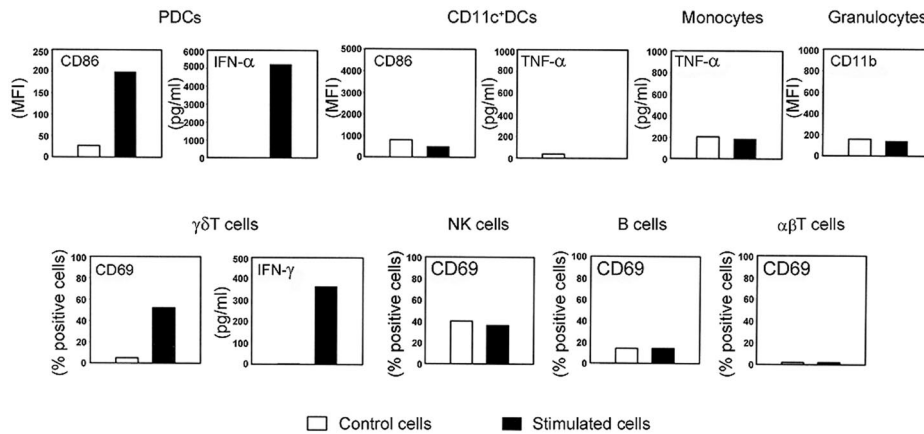 PDCs CD11c+DCs Monocytes Granulocytes
CD86
(MFI)
250
200
150
100
50
0
IFN-α
(pg/ml)
6000
5000
4000
3000
2000
1000
0
CD86
(MFI)
5000
4000
3000
2000
1000
0
TNF-α
(pg/ml)
1000
800
600
400
200
0
TNF-α
(pg/ml)
1000
800
600
400
200
0
CD11b
(MFI)
1000
800
600
400
200
0
γδT cells NK cells B cells αβT cells
CD69
(% positive cells)
100
80
60
40
20
0
IFN-γ
(pg/ml)
500
400
300
200
100
0
CD69
(% positive cells)
100
80
60
40
20
0
CD69
(% positive cells)
100
80
60
40
20
0
CD69
(% positive cells)
100
80
60
40
20
0
Control cells Stimulated cells